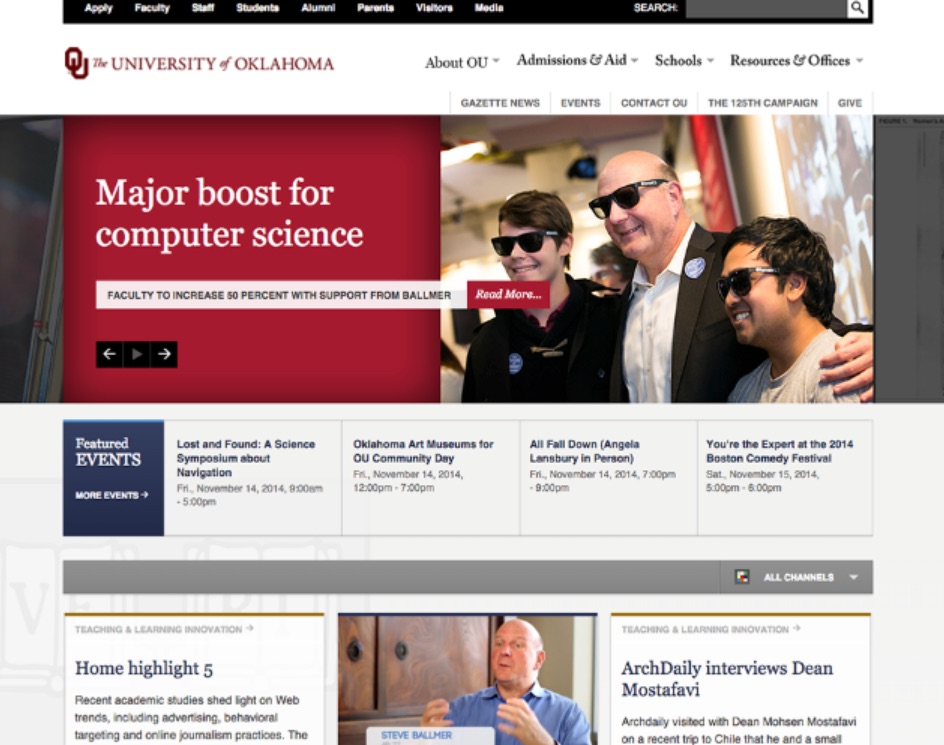 Apply Faculty Staff Students Alumni Parents Visitors Media SEARCH:
The UNIVERSITY of OKLAHOMA
About OU Admissions & Aid Schools Resources & Offices
GAZETTE NEWS EVENTS CONTACT OU THE 125TH CAMPAIGN GIVE
Major boost for
computer science
FACULTY TO INCREASE 50 PERCENT WITH SUPPORT FROM BALLMER Read More...
Featured
EVENTS
MORE EVENTS
Lost and Found: A Science
Symposium about
Navigation
Fri., November 14, 2014, 9:00am
- 5:00pm
Oklahoma Art Museums for
OU Community Day
Fri., November 14, 2014,
12:00pm - 7:00pm
All Fall Down (Angela
Lansbury in Person)
Fri., November 14, 2014, 7:00pm
- 9:00pm
You're the Expert at the 2014
Boston Comedy Festival
Sat., November 15, 2014,
5:00pm - 6:00pm
ALL CHANNELS
TEACHING & LEARNING INNOVATION
Home highlight 5
Recent academic studies shed light on Web
trends, including advertising, behavioral
targeting and online journalism practices. The
STEVE BALLMER
TEACHING & LEARNING INNOVATION
ArchDaily interviews Dean
Mostafavi
Archdaily visited with Dean Mohsen Mostafavi
on a recent trip to Chile that he and a small